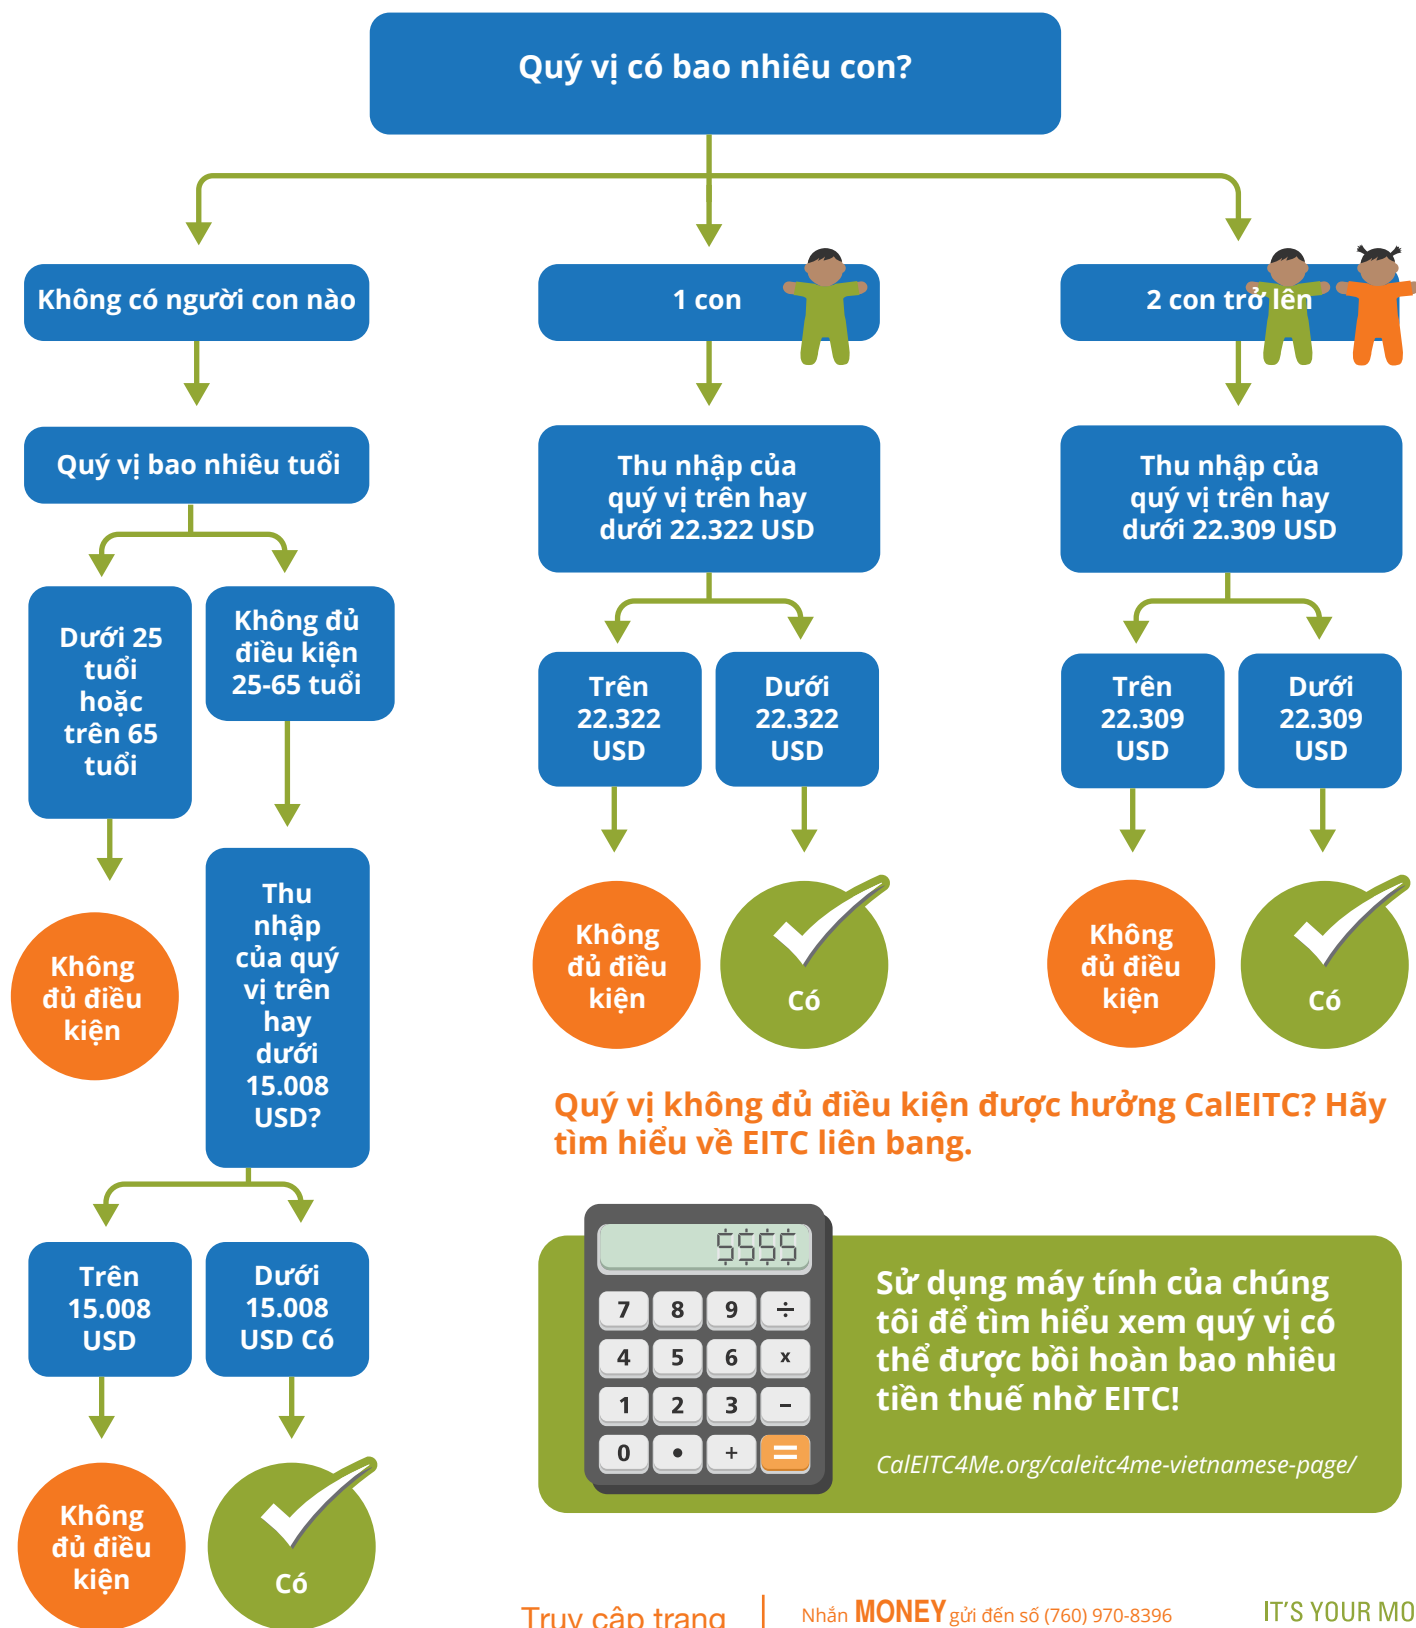 Quý vị có bao nhiêu con?
Không có người con nào
1 con
2 con trở lên
Quý vị bao nhiêu tuổi
Thu nhập của
quý vị trên hay
dưới 22.322 USD
Thu nhập của
quý vị trên hay
dưới 22.309 USD
Dưới 25
tuổi
hoặc
trên 65
tuổi
Không đủ
điều kiện
25-65 tuổi
Trên
22.322
USD
Dưới
22.322
USD
Trên
22.309
USD
Dưới
22.309
USD
Thu
nhập
của quý
vị trên
hay
dưới
15.008
USD?
Không
đủ điều
kiện
Không
đủ điều
kiện
Có
Không
đủ điều
kiện
Có
Quý vị không đủ điều kiện được hưởng CalEITC? Hãy
tìm hiểu về EITC liên bang.
Trên
15.008
USD
Dưới
15.008
USD Có
$$$$
7 8 9 ÷
4 5 6 x
1 2 3 −
0 • + =
Sử dụng máy tính của chúng
tôi để tìm hiểu xem quý vị có
thể được bồi hoàn bao nhiêu
tiền thuế nhờ EITC!
CalEITC4Me.org/caleitc4me-vietnamese-page/
Không
đủ điều
kiện
Có
Truy cập trang
Nhắn MONEY gửi đến số (760) 970-8396
IT'S YOUR MO